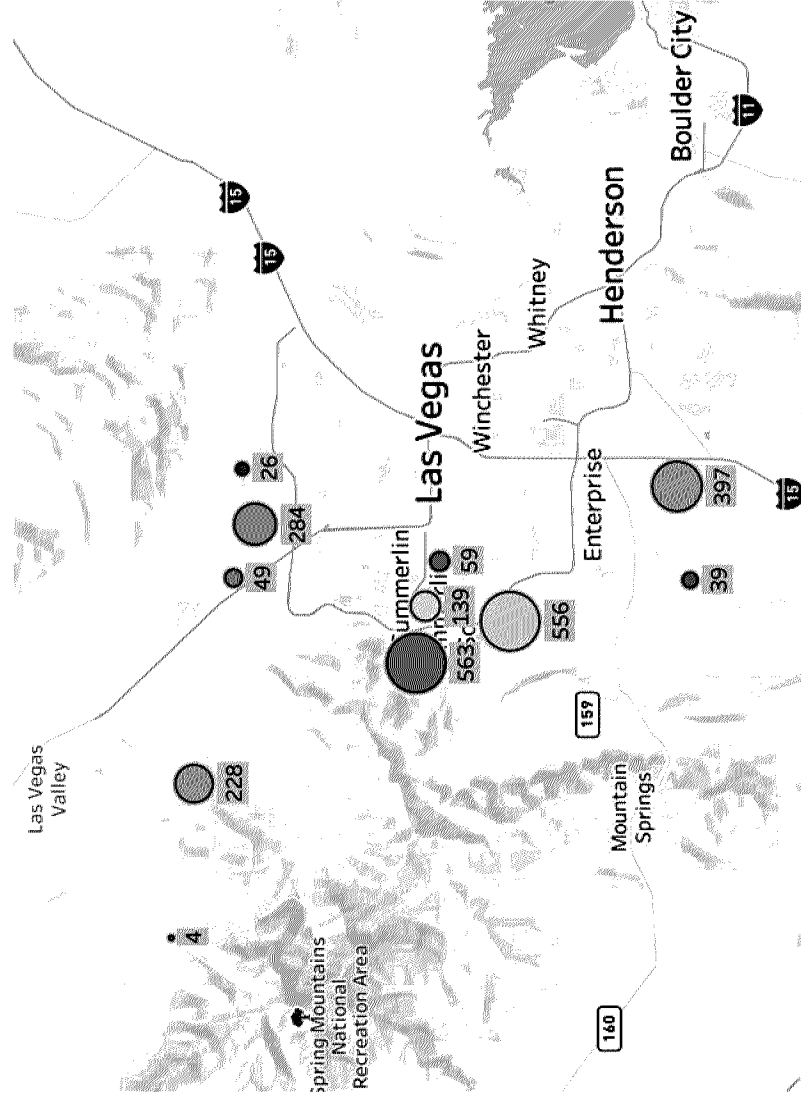 Las Vegas
Valley
4
228
15
49
26
15
284
Spring Mountains
National
Recreation Area
Summerlin
Las Vegas
563
139
59
Winchester
Whitney
556
159
Enterprise
160
Henderson
Mountain
Springs
Boulder City
39
397
11
15